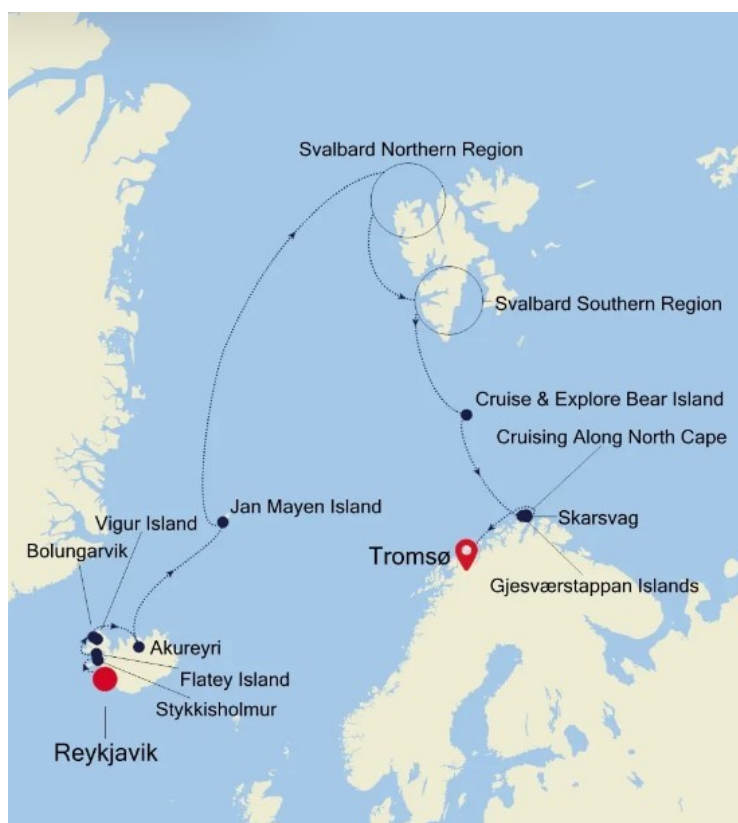 Svalbard Northern Region
Svalbard Southern Region
Cruise & Explore Bear Island
Cruising Along North Cape
Jan Mayen Island
Skarsvag
Vigur Island
Bolungarvik
Tromsø
Gjesværstappan Islands
Akureyri
Flatey Island
Stykkisholmur
Reykjavik